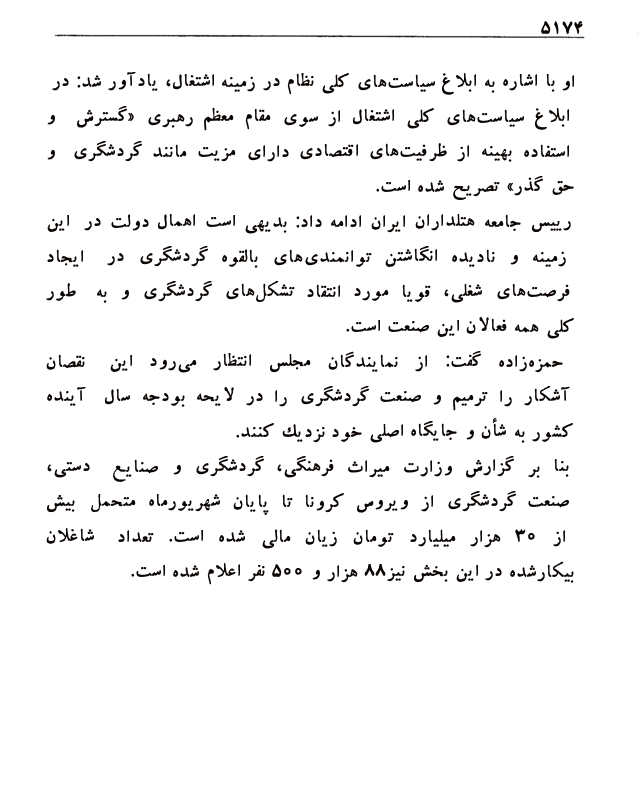 ۵۱۷۴
او با اشاره به ابلاغ سیاست‌های کلی نظام در زمینه اشتغال، یادآور شد: در
ابلاغ سیاست‌های کلی اشتغال از سوی مقام معظم رهبری «گسترش و
استفاده بهینه از ظرفیت‌های اقتصادی دارای مزیت مانند گردشگری و
حق گذر» تصریح شده است.
رییس جامعه هتلداران ایران ادامه داد: بدیهی است اهمال دولت در این
زمینه و نادیده انگاشتن توانمندی‌های بالقوه گردشگری در ایجاد
فرصت‌های شغلی، قویا مورد انتقاد تشکل‌های گردشگری و به طور
کلی همه فعالان این صنعت است.
حمزه‌زاده گفت: از نمایندگان مجلس انتظار می‌رود این نقصان
آشکار را ترمیم و صنعت گردشگری را در لایحه بودجه سال آینده
کشور به شأن و جایگاه اصلی خود نزدیك کنند.
بنا بر گزارش وزارت میراث فرهنگی، گردشگری و صنایع دستی،
صنعت گردشگری از ویروس کرونا تا پایان شهریورماه متحمل بیش
از ۳۰ هزار میلیارد تومان زیان مالی شده است. تعداد شاغلان
بیکارشده در این بخش نیز۸۸ هزار و ۵۰۰ نفر اعلام شده است.